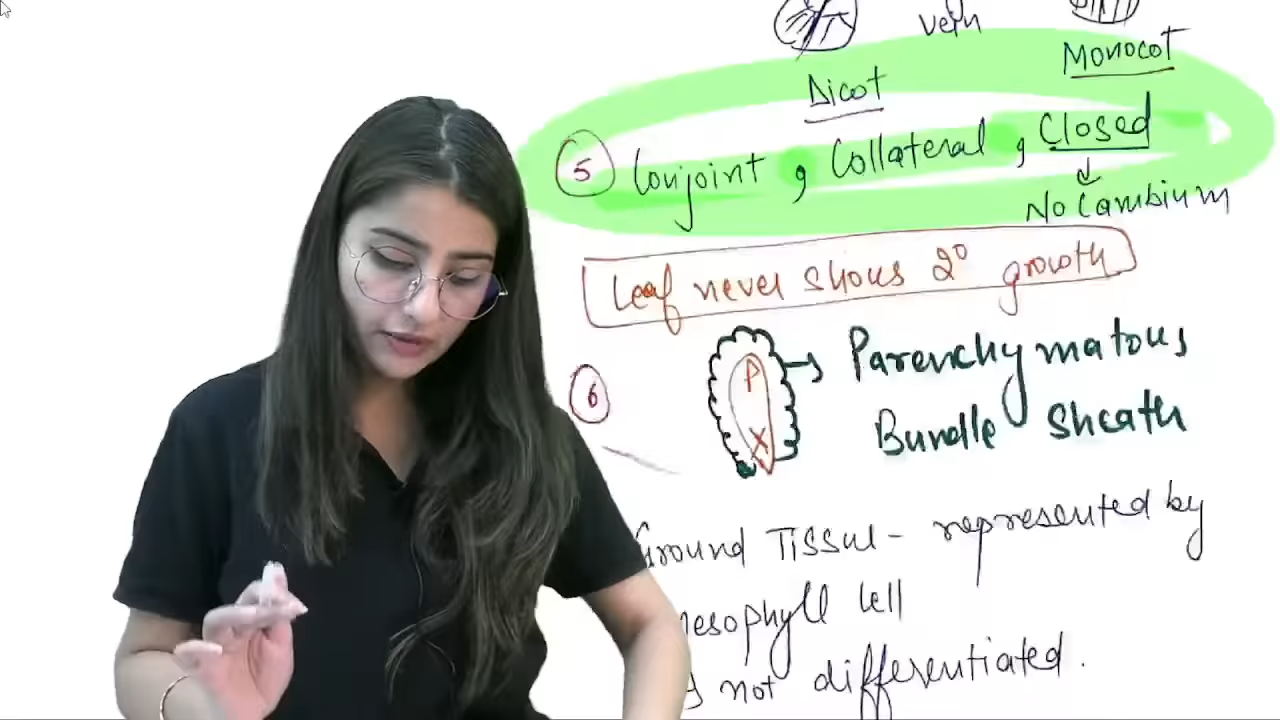 vein
Dicot
Monocot
5 Conjoint , Collateral , Closed
No Cambium
Leaf never shows 2° growth
6
P
X
Parenchymatous
Bundle Sheath
Ground Tissue - represented by
mesophyll cell
not differentiated.